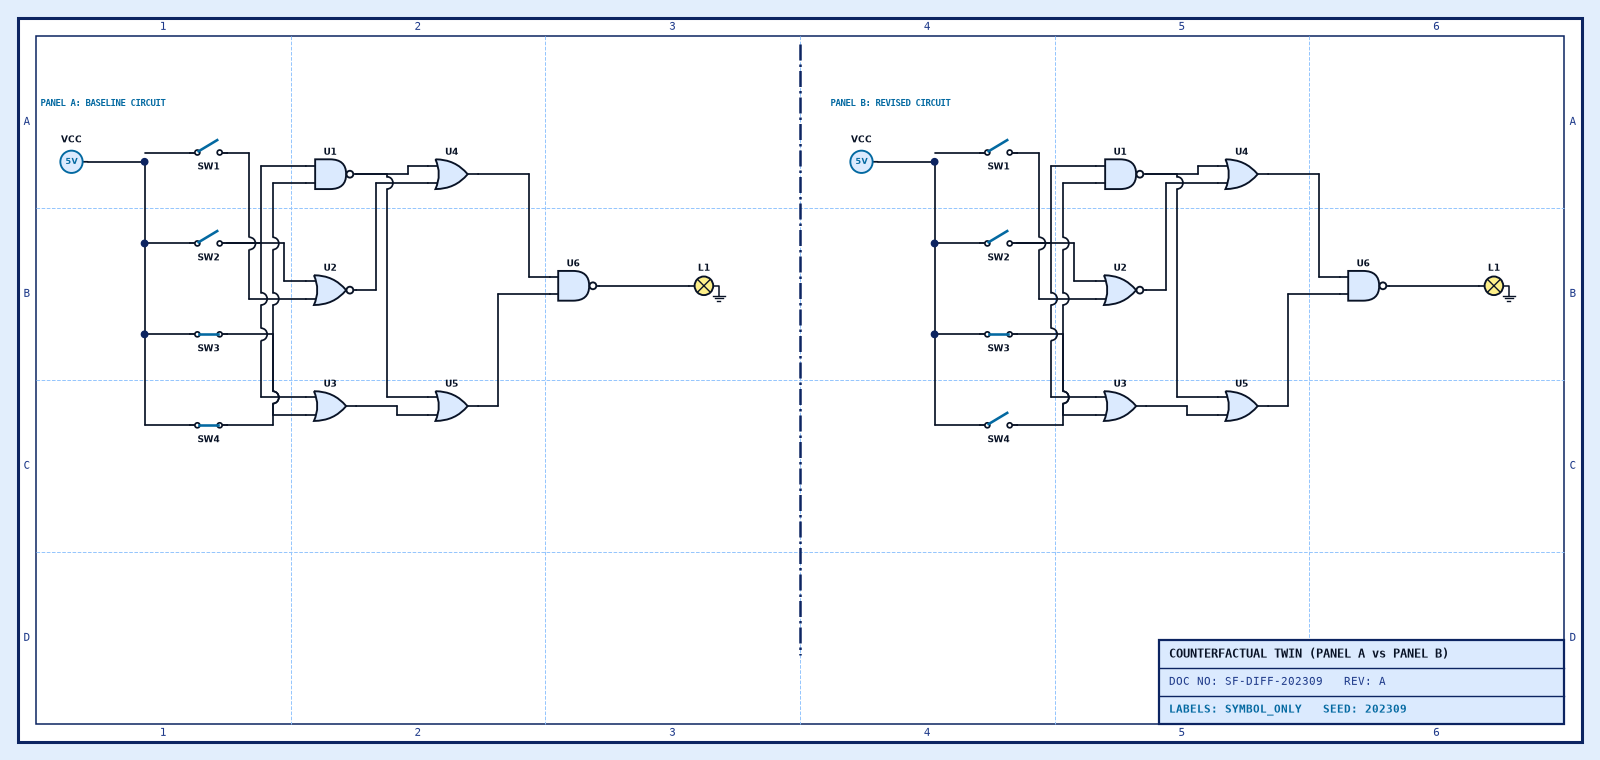 1 2 3 4 5 6
PANEL A: BASELINE CIRCUIT
PANEL B: REVISED CIRCUIT
A A
VCC VCC
5V 5V
SW1 U1 U4 SW1 U1 U4
SW2 U2 U6 L1 SW2 U2 U6 L1
B B
SW3 SW3
U3 U5 U3 U5
SW4 SW4
C C
D D
COUNTERFACTUAL TWIN (PANEL A vs PANEL B)
DOC NO: SF-DIFF-202309 REV: A
LABELS: SYMBOL_ONLY SEED: 202309
1 2 3 4 5 6